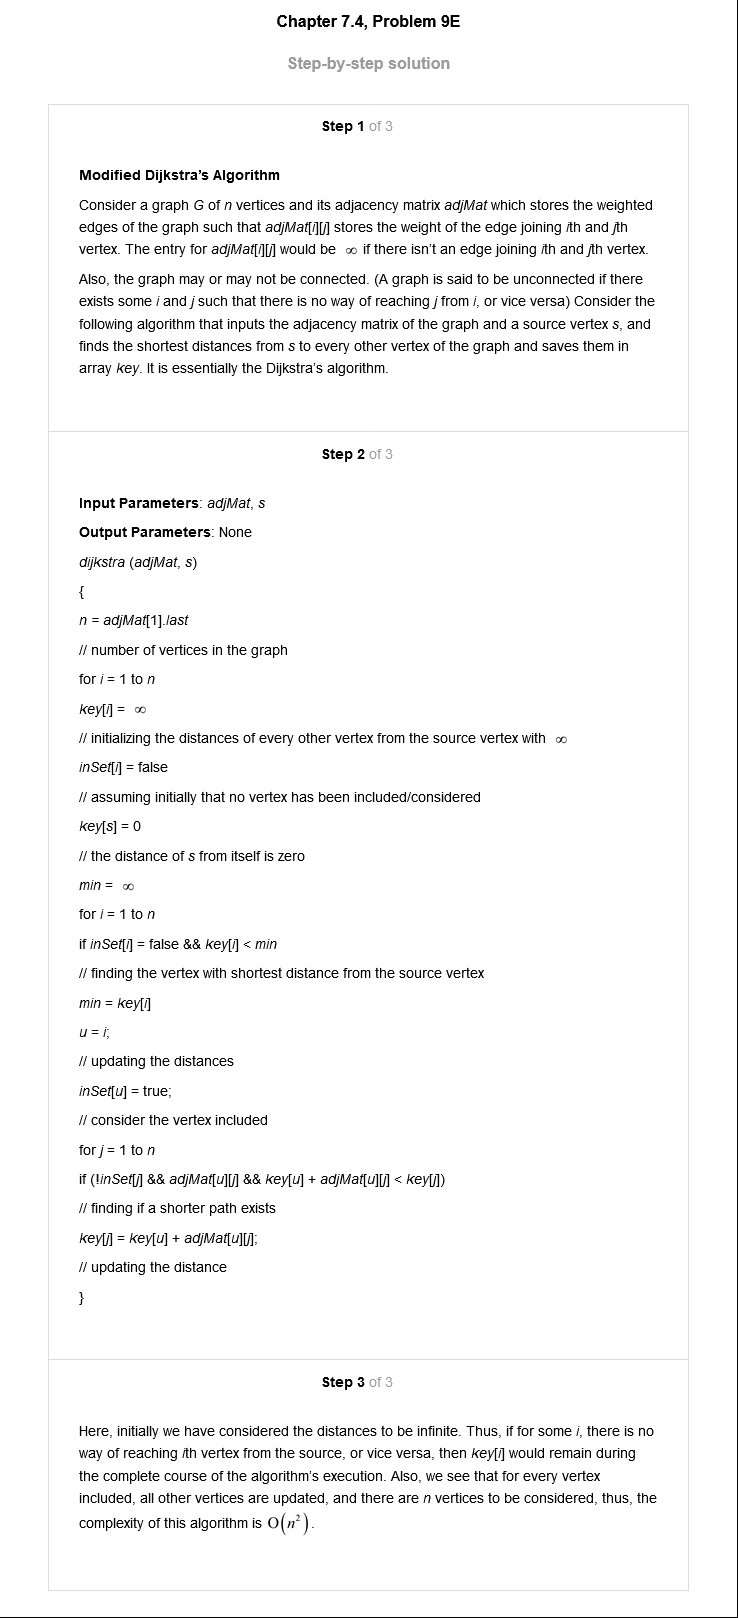 Chapter 7.4, Problem 9E
Step-by-step solution
Step 1 of 3
Modified Dijkstra's Algorithm
Consider a graph G of n vertices and its adjacency matrix adjMat which stores the weighted
edges of the graph such that adjMat[i][j] stores the weight of the edge joining ith and jth
vertex. The entry for adjMat[i][j] would be ∞ if there isn't an edge joining ith and jth vertex.
Also, the graph may or may not be connected. (A graph is said to be unconnected if there
exists some i and j such that there is no way of reaching j from i, or vice versa) Consider the
following algorithm that inputs the adjacency matrix of the graph and a source vertex s, and
finds the shortest distances from s to every other vertex of the graph and saves them in
array key. It is essentially the Dijkstra's algorithm.
Step 2 of 3
Input Parameters: adjMat, s
Output Parameters: None
dijkstra (adjMat, s)
{
n = adjMat[1].last
// number of vertices in the graph
for i = 1 to n
key[i] = ∞
// initializing the distances of every other vertex from the source vertex with ∞
inSet[i] = false
// assuming initially that no vertex has been included/considered
key[s] = 0
// the distance of s from itself is zero
min = ∞
for i = 1 to n
if inSet[i] = false && key[i] < min
// finding the vertex with shortest distance from the source vertex
min = key[i]
u = i;
// updating the distances
inSet[u] = true;
// consider the vertex included
for j = 1 to n
if (!inSet[j] && adjMat[u][j] && key[u] + adjMat[u][j] < key[j])
// finding if a shorter path exists
key[j] = key[u] + adjMat[u][j];
// updating the distance
}
Step 3 of 3
Here, initially we have considered the distances to be infinite. Thus, if for some i, there is no
way of reaching ith vertex from the source, or vice versa, then key[i] would remain during
the complete course of the algorithm's execution. Also, we see that for every vertex
included, all other vertices are updated, and there are n vertices to be considered, thus, the
complexity of this algorithm is O(n²).